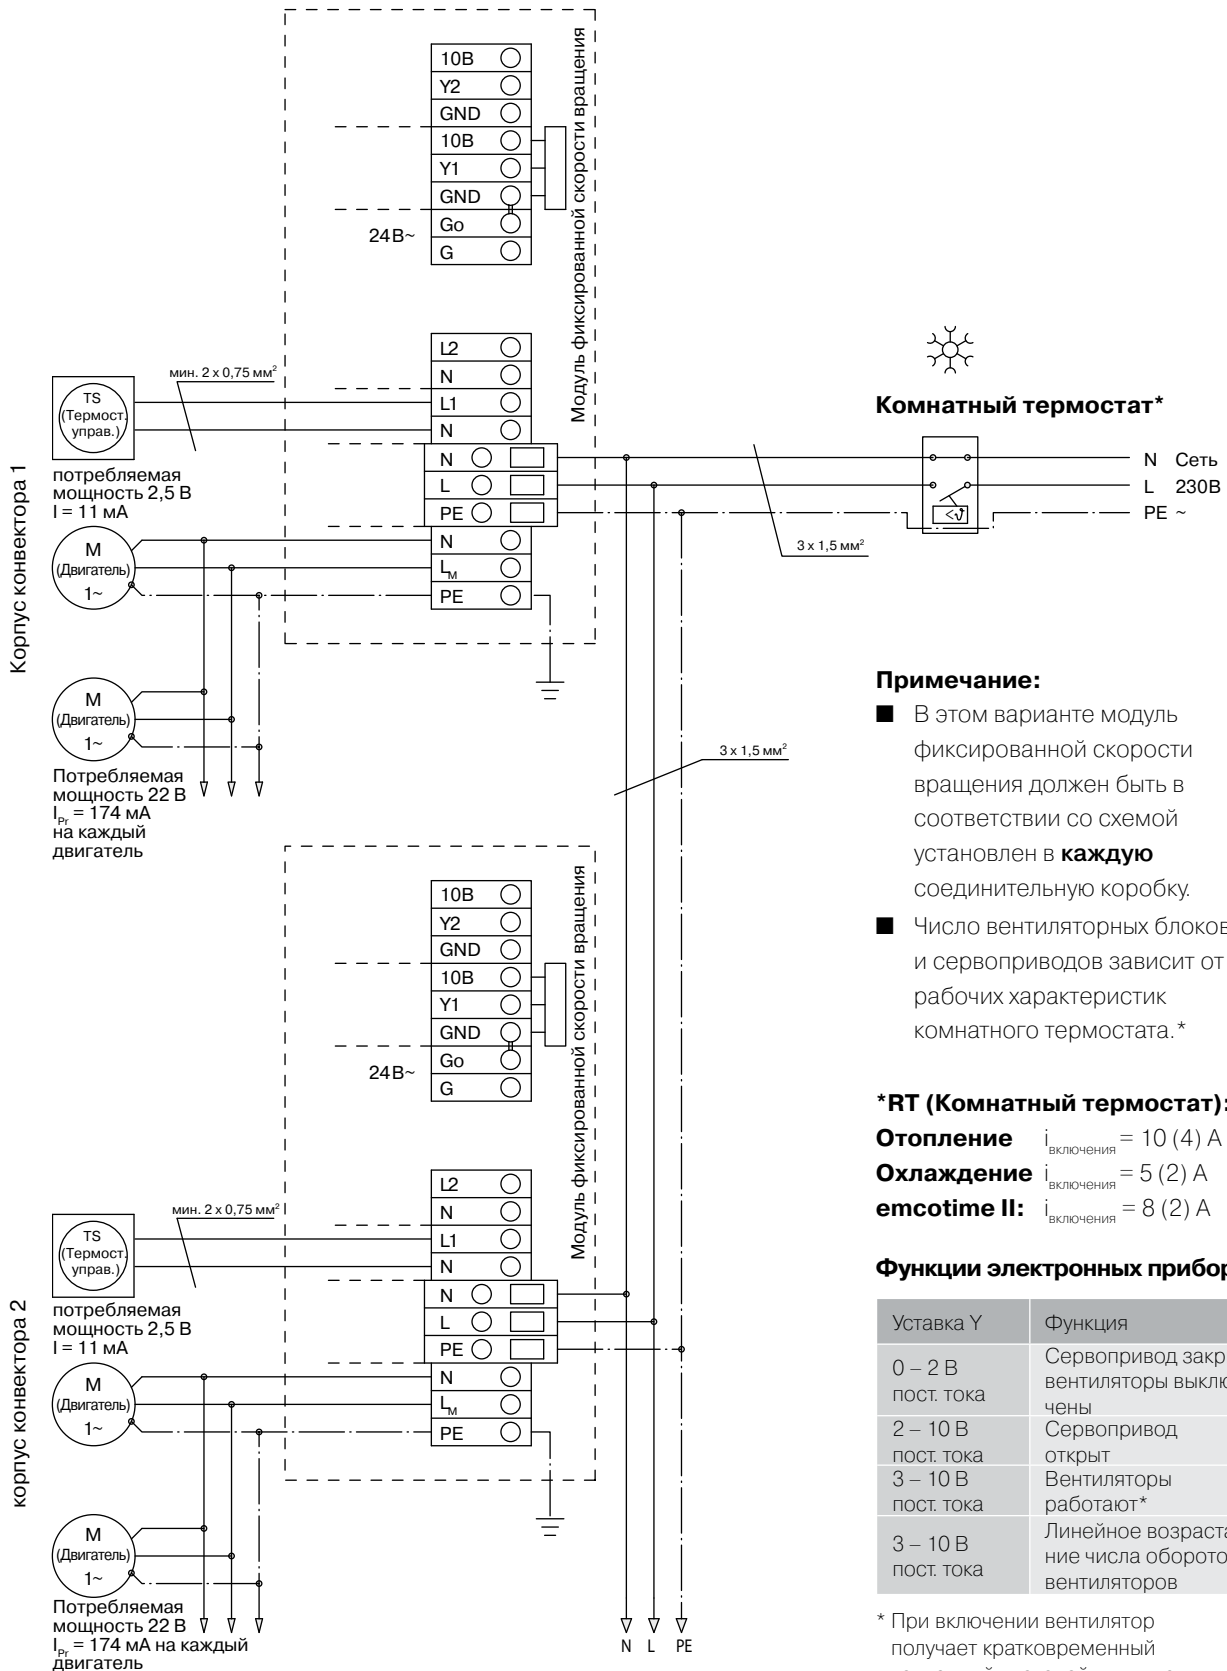 Корпус конвектора 1
10В
Y2
GND
10В
Y1
GND
Go
G
24В~
Модуль фиксированной скорости вращения
L2
N
L1
N
N
L
PE
N
LM
PE
мин. 2 x 0,75 мм²
TS
(Термост.
управ.)
потребляемая
мощность 2,5 В
I = 11 мА
М
(Двигатель)
1~
М
(Двигатель)
1~
Потребляемая
мощность 22 В
IPr = 174 мА
на каждый
двигатель
3 x 1,5 мм²
3 x 1,5 мм²
Комнатный термостат*
<ϑ
N Сеть
L 230В
PE ~
корпус конвектора 2
10В
Y2
GND
10В
Y1
GND
Go
G
24В~
Модуль фиксированной скорости вращения
L2
N
L1
N
N
L
PE
N
LM
PE
мин. 2 x 0,75 мм²
TS
(Термост.
управ.)
потребляемая
мощность 2,5 В
I = 11 мА
М
(Двигатель)
1~
М
(Двигатель)
1~
Потребляемая
мощность 22 В
IPr = 174 мА на каждый
двигатель
N L PE
Примечание:
■ В этом варианте модуль
фиксированной скорости
вращения должен быть в
соответствии со схемой
установлен в каждую
соединительную коробку.
■ Число вентиляторных блоков
и сервоприводов зависит от
рабочих характеристик
комнатного термостата.*
*RT (Комнатный термостат):
Отопление iвключения = 10 (4) А
Охлаждение iвключения = 5 (2) А
emcotime II: iвключения = 8 (2) А
Функции электронных прибор
Уставка Y Функция
0 – 2 В
пост. тока
Сервопривод закр
вентиляторы выклю
чены
2 – 10 В
пост. тока
Сервопривод
открыт
3 – 10 В
пост. тока
Вентиляторы
работают*
3 – 10 В
пост. тока
Линейное возраста
ние числа оборото
вентиляторов
* При включении вентилятор
получает кратковременный